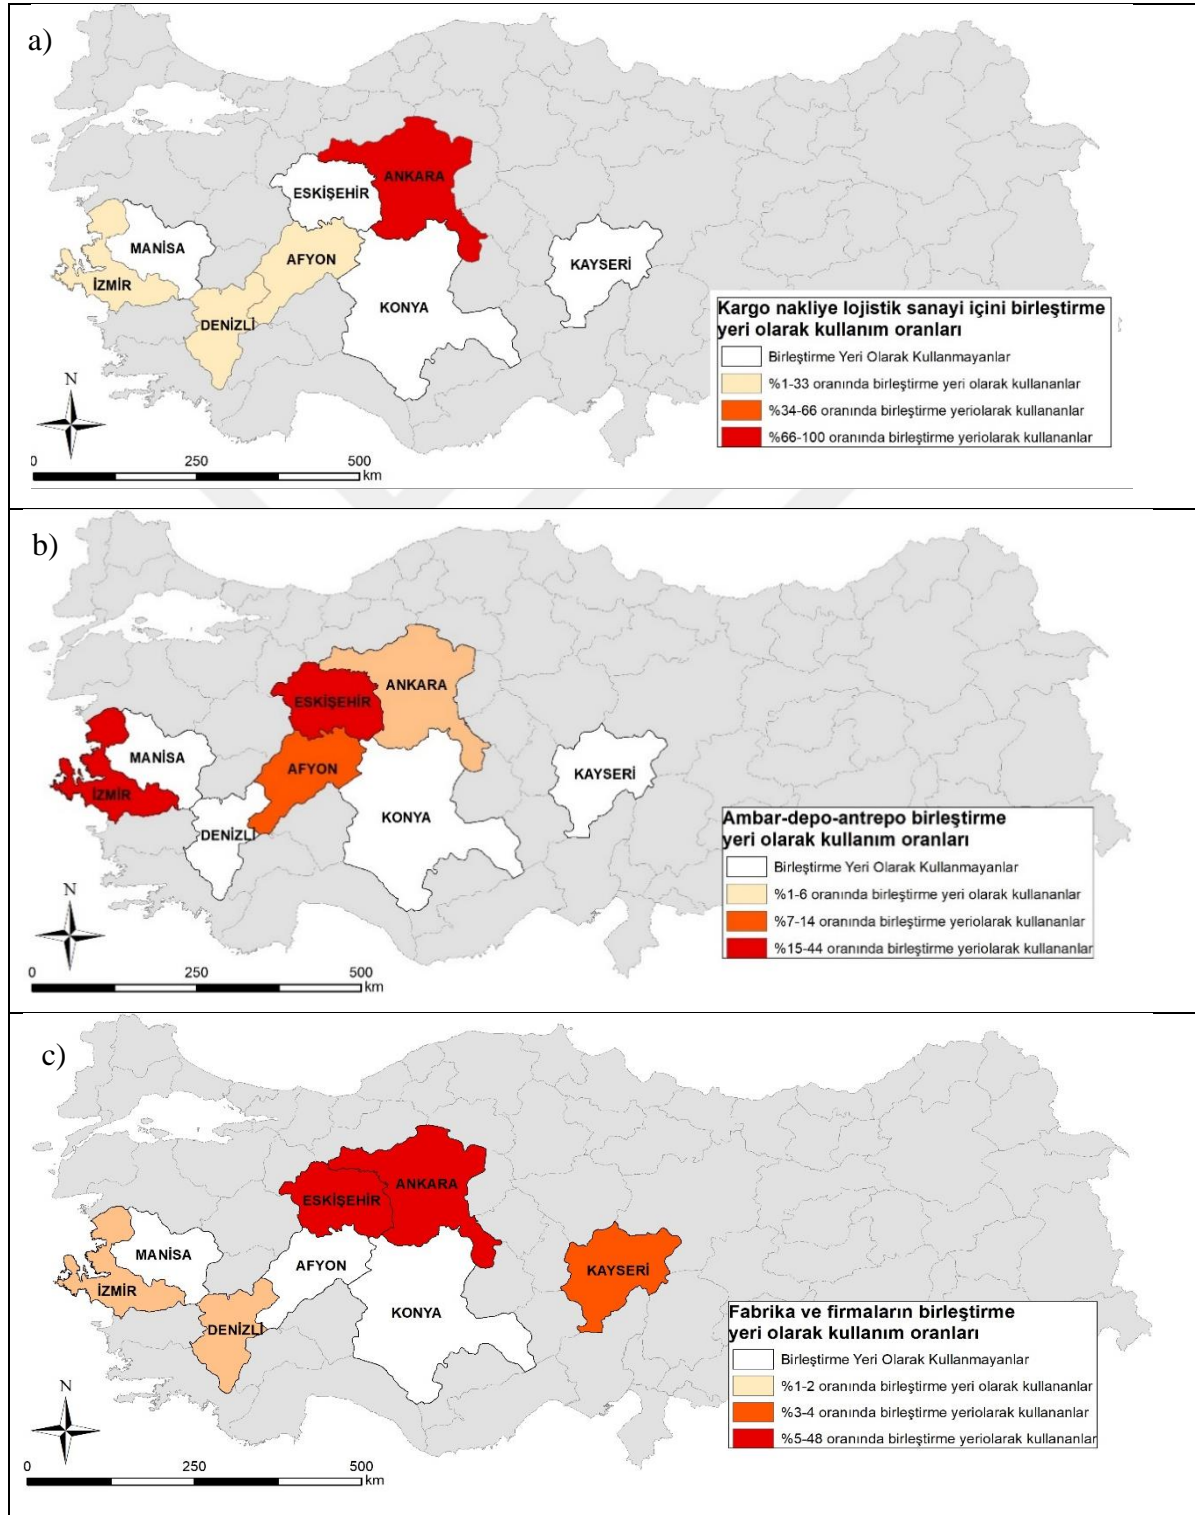 a)
ANKARA
ESKİŞEHİR
MANİSA
AFYON
KAYSERİ
İZMİR
KONYA
DENİZLİ
Kargo nakliye lojistik sanayi içini birleştirme
yeri olarak kullanım oranları
Birleştirme Yeri Olarak Kullanmayanlar
%1-33 oranında birleştirme yeri olarak kullananlar
%34-66 oranında birleştirme yeriolarak kullananlar
%66-100 oranında birleştirme yeriolarak kullananlar
N
0 250 500
km
b)
ANKARA
ESKİŞEHİR
MANİSA
AFYON
KAYSERİ
İZMİR
KONYA
DENİZLİ
Ambar-depo-antrepo birleştirme
yeri olarak kullanım oranları
Birleştirme Yeri Olarak Kullanmayanlar
%1-6 oranında birleştirme yeri olarak kullananlar
%7-14 oranında birleştirme yeriolarak kullananlar
%15-44 oranında birleştirme yeriolarak kullananlar
N
0 250 500
km
c)
ANKARA
ESKİŞEHİR
MANİSA
AFYON
KAYSERİ
İZMİR
KONYA
DENİZLİ
Fabrika ve firmaların birleştirme
yeri olarak kullanım oranları
Birleştirme Yeri Olarak Kullanmayanlar
%1-2 oranında birleştirme yeri olarak kullananlar
%3-4 oranında birleştirme yeriolarak kullananlar
%5-48 oranında birleştirme yeriolarak kullananlar
N
0 250 500
km